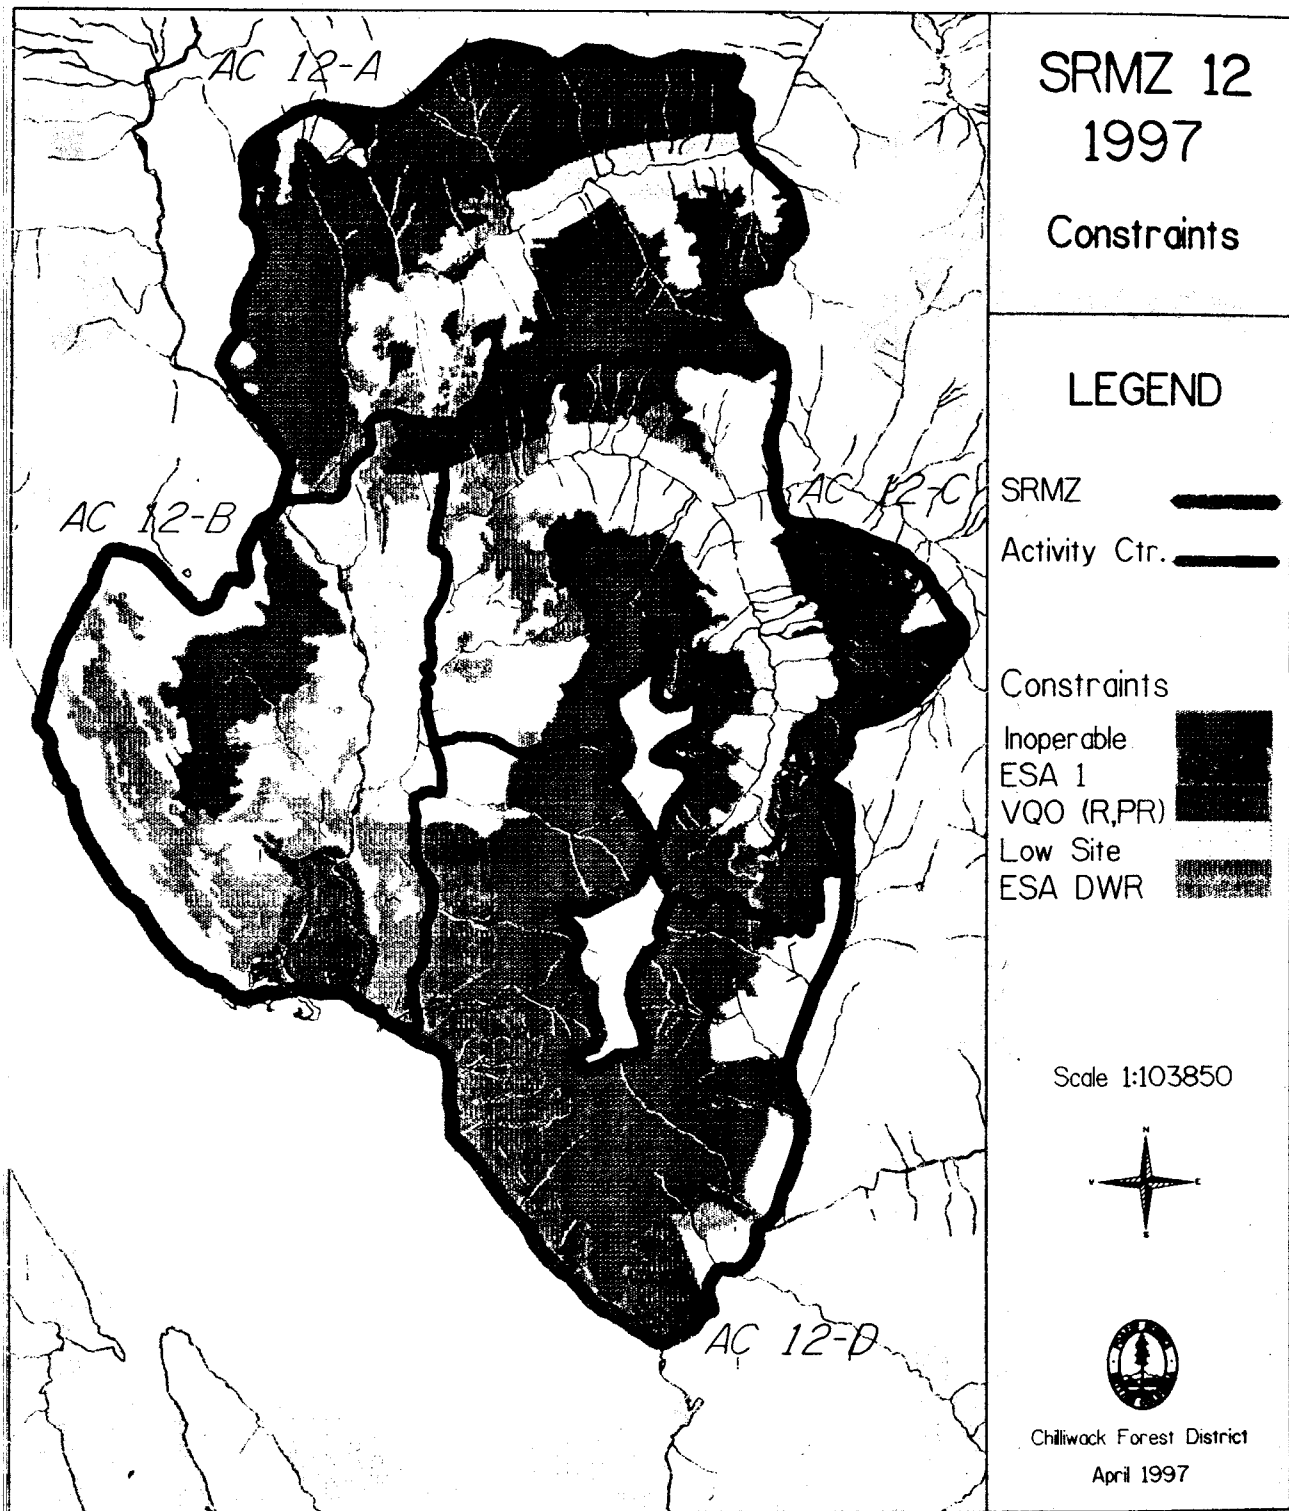 AC 12-A
AC 12-B
AC 12-C
AC 12-D
SRMZ 12
1997
Constraints
LEGEND
SRMZ
Activity Ctr.
Constraints
Inoperable
ESA 1
VQO (R,PR)
Low Site
ESA DWR
Scale 1:103850
N
E
S
Chilliwack Forest District
April 1997